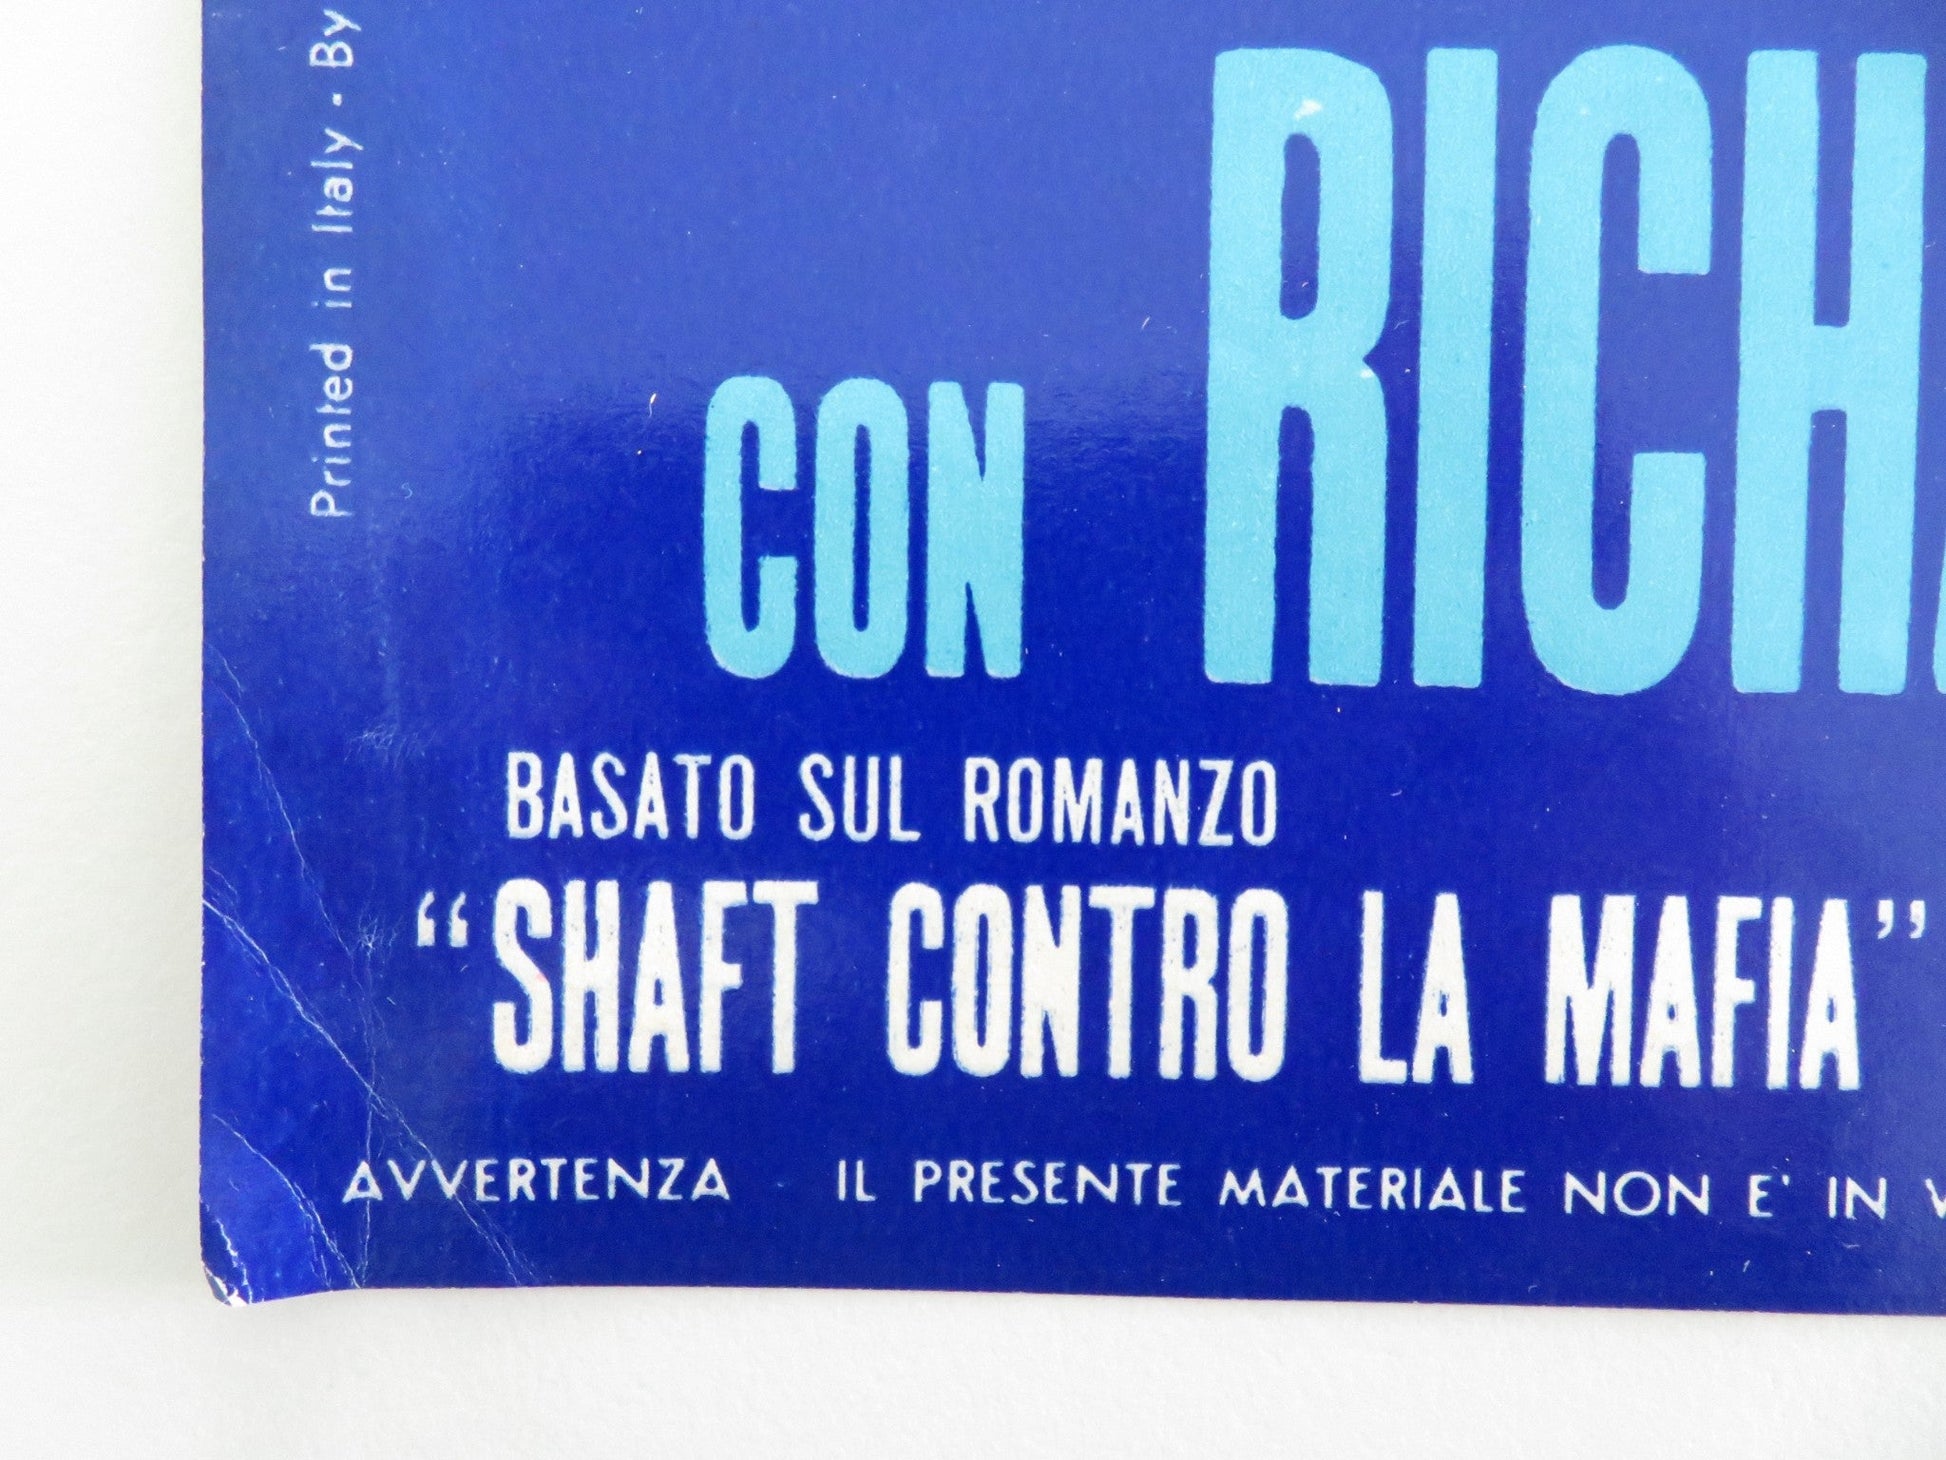 Printed in Italy - By
CON RICH
BASATO SUL ROMANZO
“SHAFT CONTRO LA MAFIA”
AVVERTENZA IL PRESENTE MATERIALE NON E' IN